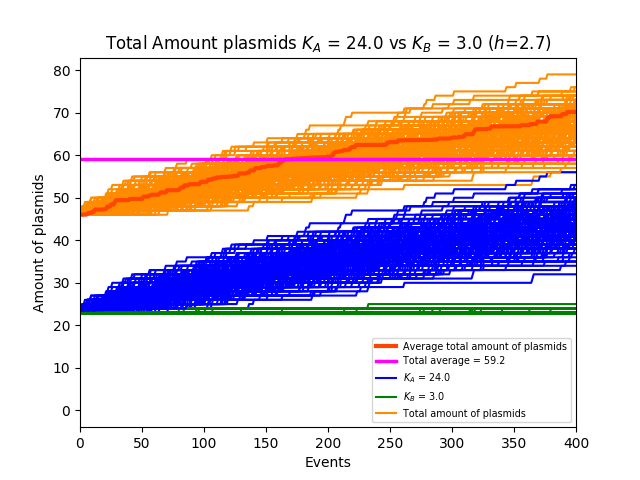 Total Amount plasmids K_A = 24.0 vs K_B = 3.0 (h=2.7)
80
70
60
50
40
30
20
10
0
Amount of plasmids
Average total amount of plasmids
Total average = 59.2
K_A = 24.0
K_B = 3.0
Total amount of plasmids
0 50 100 150 200 250 300 350 400
Events